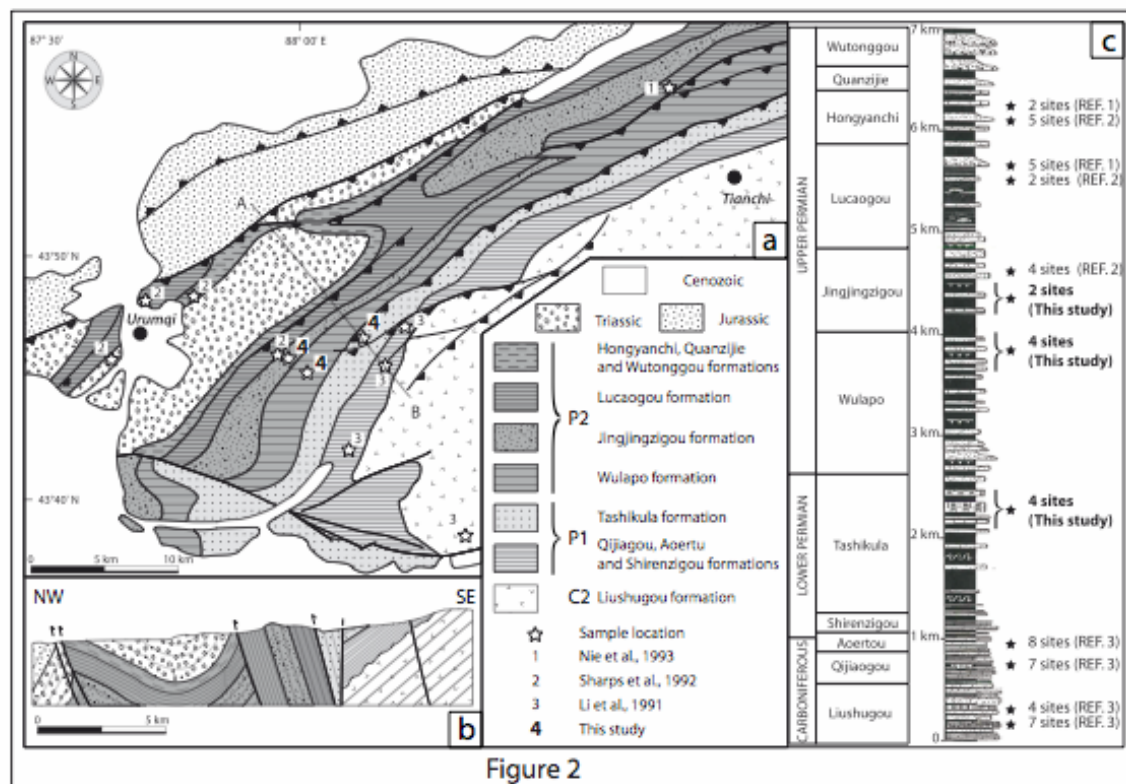 87° 30'
88° 00' E
N
W E
S
1
A
Tianchi
a
43°50'
2
2
Urumqi
2
2
4
4
4
3
3
B
3
43°40'
3
0 5 km 10 km
NW
SE
t t
t
t
0 5 km
b
Cenozoic
Triassic
Jurassic
Hongyanchi, Quanzijie
and Wutonggou formations
Lucaogou formation
P2
Jingjingzigou formation
Wulapo formation
Tashikula formation
P1
Qijiagou, Aoertu
and Shirenzigou formations
C2
Liushugou formation
Sample location
1 Nie et al., 1993
2 Sharps et al., 1992
3 Li et al., 1991
4 This study
c
UPPER PERMIAN
LOWER PERMIAN
CARBONIFEROUS
Wutonggou
Quanzijie
Hongyanchi
Lucaogou
Jingjingzigou
Wulapo
Tashikula
Shirenzigou
Aoertou
Qijiaogou
Liushugou
7 km
6 km
5 km
4 km
3 km
2 km
1 km
0
2 sites (REF. 1)
5 sites (REF. 2)
5 sites (REF. 1)
2 sites (REF. 2)
4 sites (REF. 2)
2 sites
(This study)
4 sites
(This study)
4 sites
(This study)
8 sites (REF. 3)
7 sites (REF. 3)
4 sites (REF. 3)
7 sites (REF. 3)
Figure 2